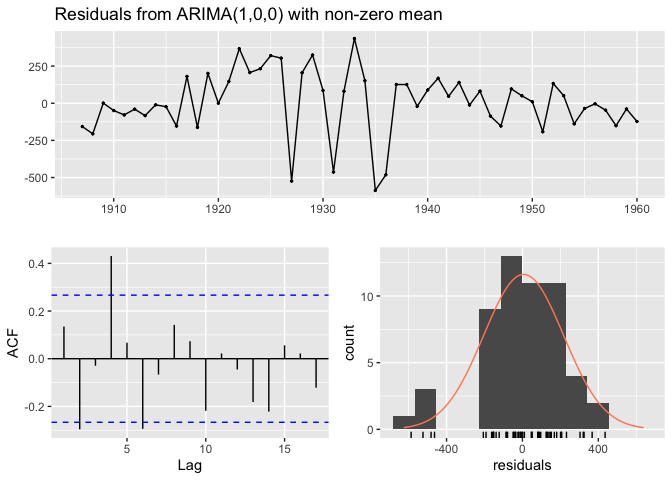 Residuals from ARIMA(1,0,0) with non-zero mean
250
0
-250
-500
1910 1920 1930 1940 1950 1960
ACF
0.4
0.2
0.0
-0.2
5 10 15
Lag
count
10
5
0
-400 0 400
residuals